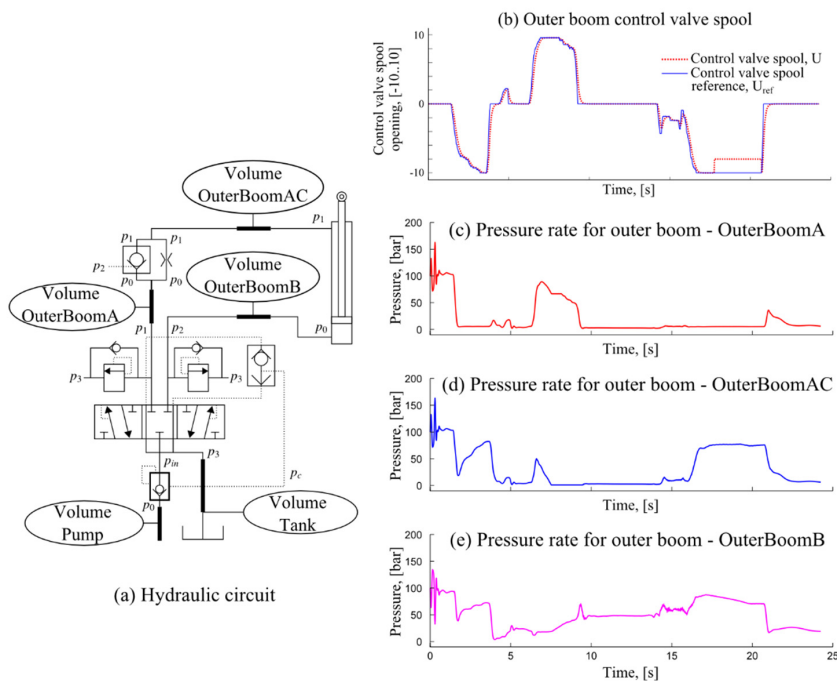 Volume
OuterBoomAC
p1
p1
p1
p2
p0
p0
Volume
OuterBoomB
Volume
OuterBoomA
p1
p2
p0
p3
p3
p3
pin
pc
p0
Volume
Pump
Volume
Tank
(a) Hydraulic circuit
(b) Outer boom control valve spool
Control valve spool
opening, [-10..10]
10
0
-10
Control valve spool, U
Control valve spool
reference, Uref
Time, [s]
(c) Pressure rate for outer boom - OuterBoomA
Pressure, [bar]
200
150
100
50
0
Time, [s]
(d) Pressure rate for outer boom - OuterBoomAC
Pressure, [bar]
200
150
100
50
0
Time, [s]
(e) Pressure rate for outer boom - OuterBoomB
Pressure, [bar]
200
150
100
50
0
0 5 10 15 20 25
Time, [s]